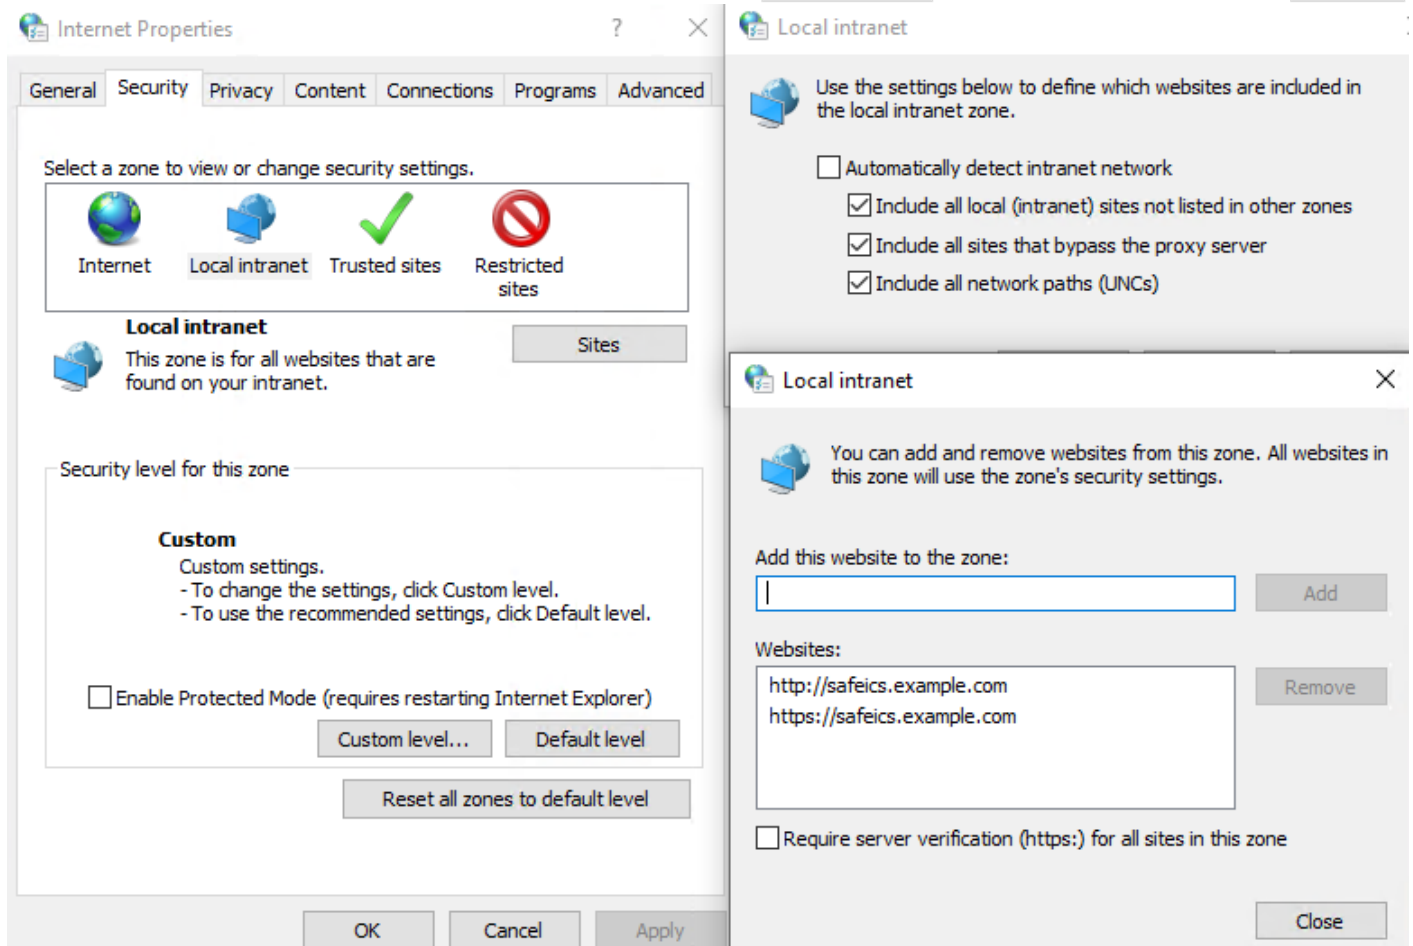 Internet Properties
General Security Privacy Content Connections Programs Advanced
Select a zone to view or change security settings.
Internet Local intranet Trusted sites Restricted
sites
Local intranet
This zone is for all websites that are
found on your intranet.
Sites
Security level for this zone
Custom
Custom settings.
- To change the settings, click Custom level.
- To use the recommended settings, click Default level.
Enable Protected Mode (requires restarting Internet Explorer)
Custom level... Default level
Reset all zones to default level
OK Cancel Apply
Local intranet
Use the settings below to define which websites are included in
the local intranet zone.
Automatically detect intranet network
Include all local (intranet) sites not listed in other zones
Include all sites that bypass the proxy server
Include all network paths (UNCs)
Local intranet
You can add and remove websites from this zone. All websites in
this zone will use the zone's security settings.
Add this website to the zone:
Add
Websites:
http://safeics.example.com
https://safeics.example.com
Remove
Require server verification (https:) for all sites in this zone
Close